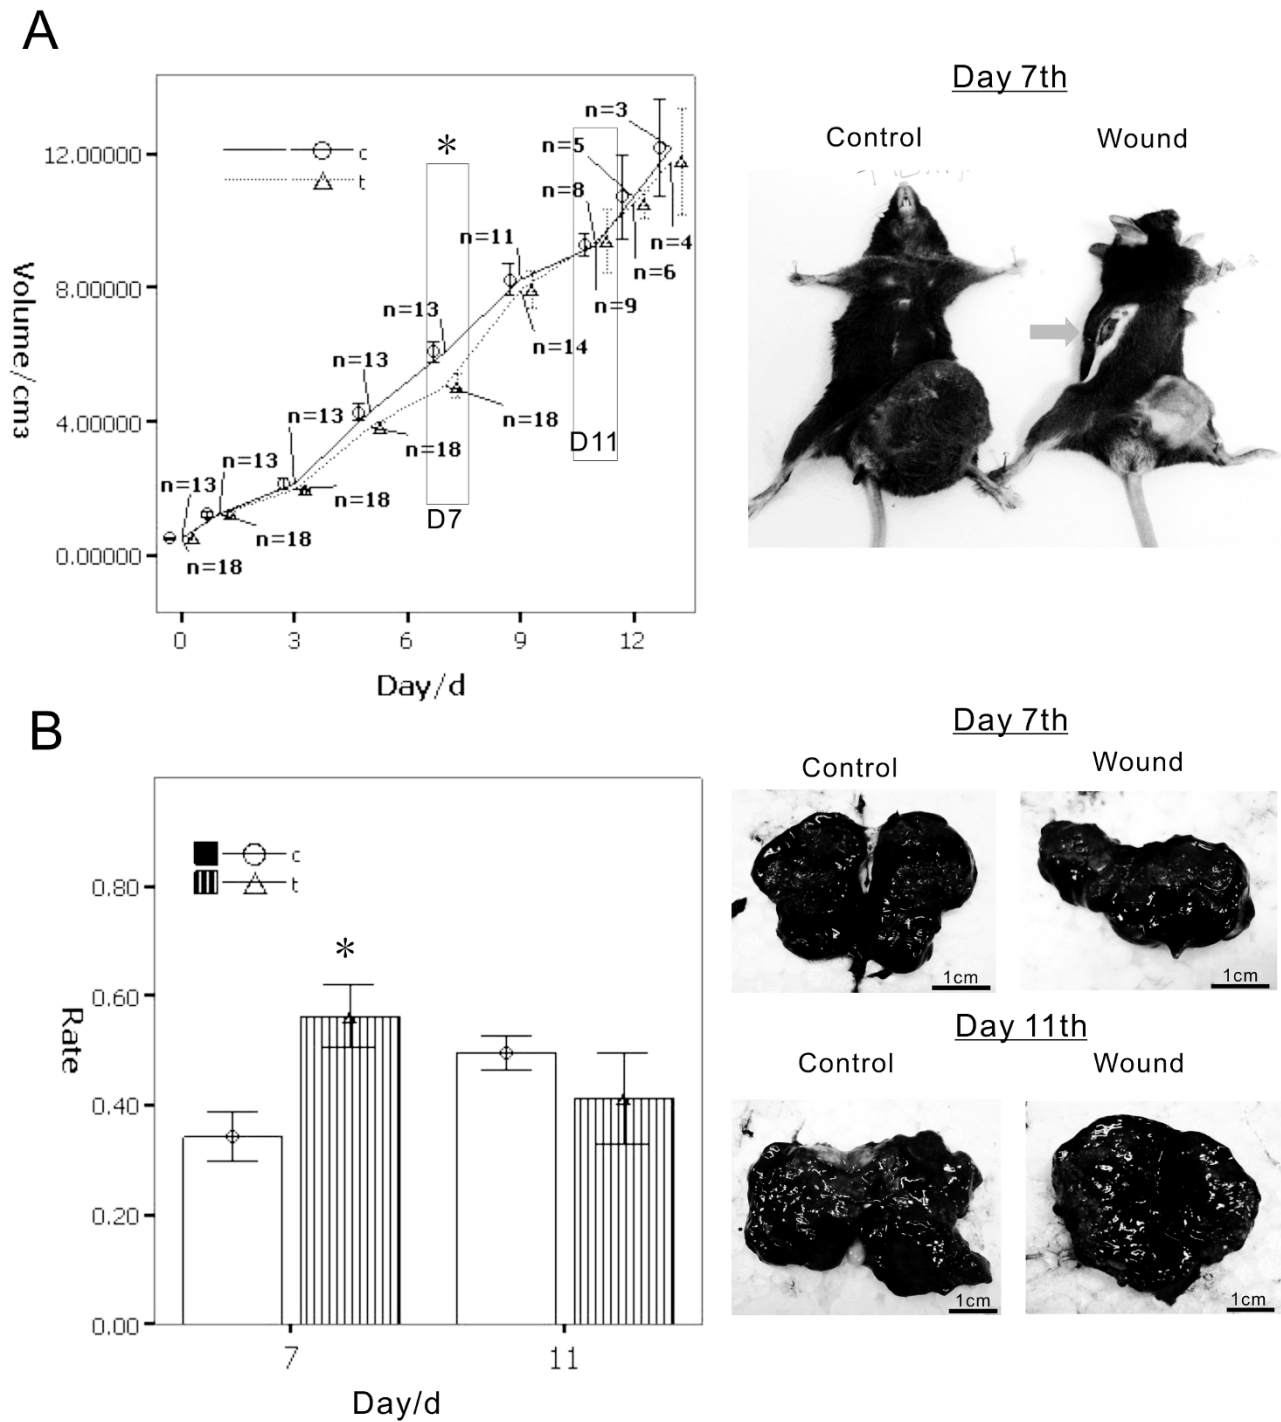 A
Day 7th
Control
Wound
12.00000
8.00000
4.00000
0.00000
Volume/cm3
c
t
*
n=3
n=5
n=8
n=11
n=4
n=6
n=9
n=13
n=14
n=13
n=18
n=13
D11
n=18
n=13
n=13
n=18
D7
n=18
n=18
0
3
6
9
12
Day/d
B
Day 7th
Control
Wound
0.80
0.60
0.40
0.20
0.00
Rate
c
t
*
7
11
Day/d
1cm
1cm
Day 11th
Control
Wound
1cm
1cm